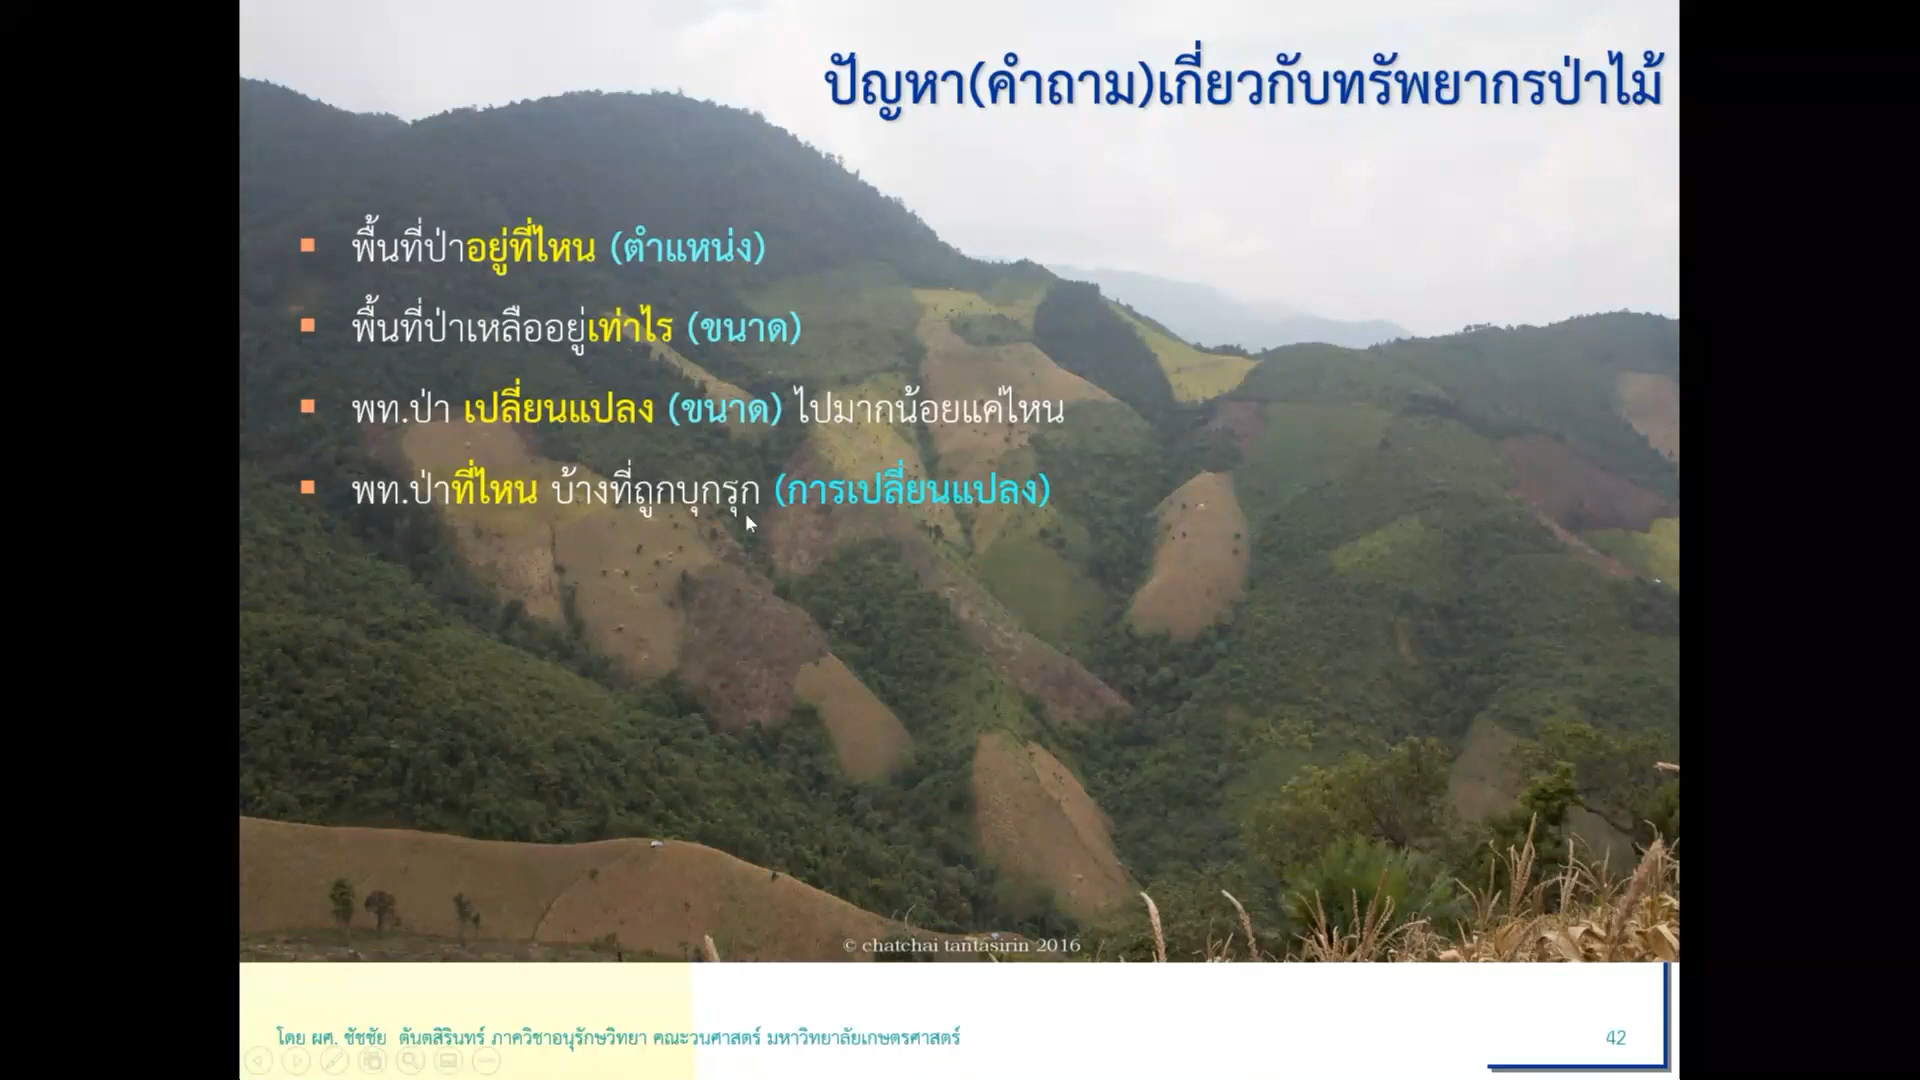 ปัญหา(คำถาม)เกี่ยวกับทรัพยากรป่าไม้
พื้นที่ป่าอยู่ที่ไหน (ตำแหน่ง)
พื้นที่ป่าเหลืออยู่เท่าไร (ขนาด)
พท.ป่า เปลี่ยนแปลง (ขนาด) ไปมากน้อยแค่ไหน
พท.ป่าที่ไหน บ้างที่ถูกบุกรุก (การเปลี่ยนแปลง)
© chatchai tantasirin 2016
โดย ผศ. ชัชชัย ตันตสิรินทร์ ภาควิชาอนุรักษวิทยา คณะวนศาสตร์ มหาวิทยาลัยเกษตรศาสตร์
42